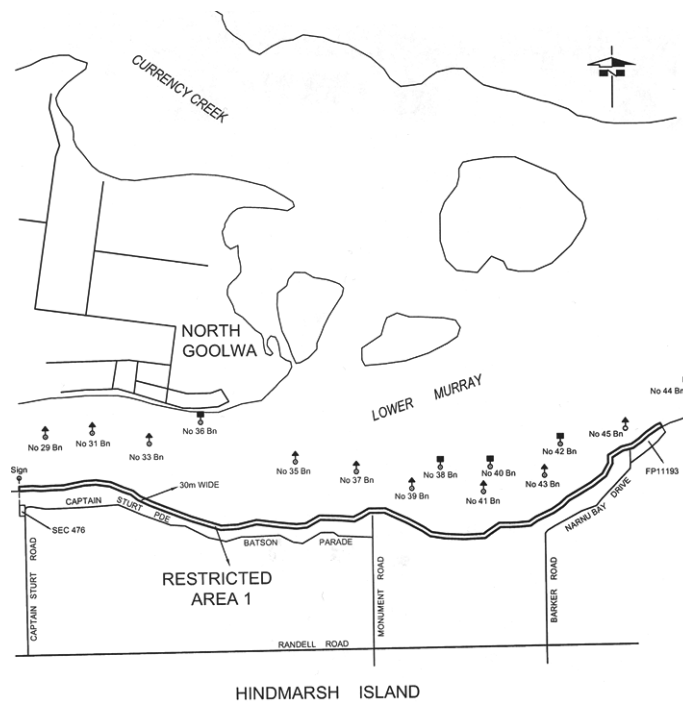 CURRENCY CREEK
N
NORTH
GOOLWA
LOWER MURRAY
No 44 Bn
No 36 Bn
No 29 Bn
No 31 Bn
No 33 Bn
No 45 Bn
No 42 Bn
No 35 Bn
No 37 Bn
No 38 Bn
No 40 Bn
No 43 Bn
No 39 Bn
No 41 Bn
FP11193
Sign
30m WIDE
CAPTAIN STURT PDE
SEC 476
BATSON PARADE
NARNU BAY DRIVE
RESTRICTED
AREA 1
CAPTAIN STURT ROAD
MONUMENT ROAD
BARKER ROAD
RANDELL ROAD
HINDMARSH ISLAND